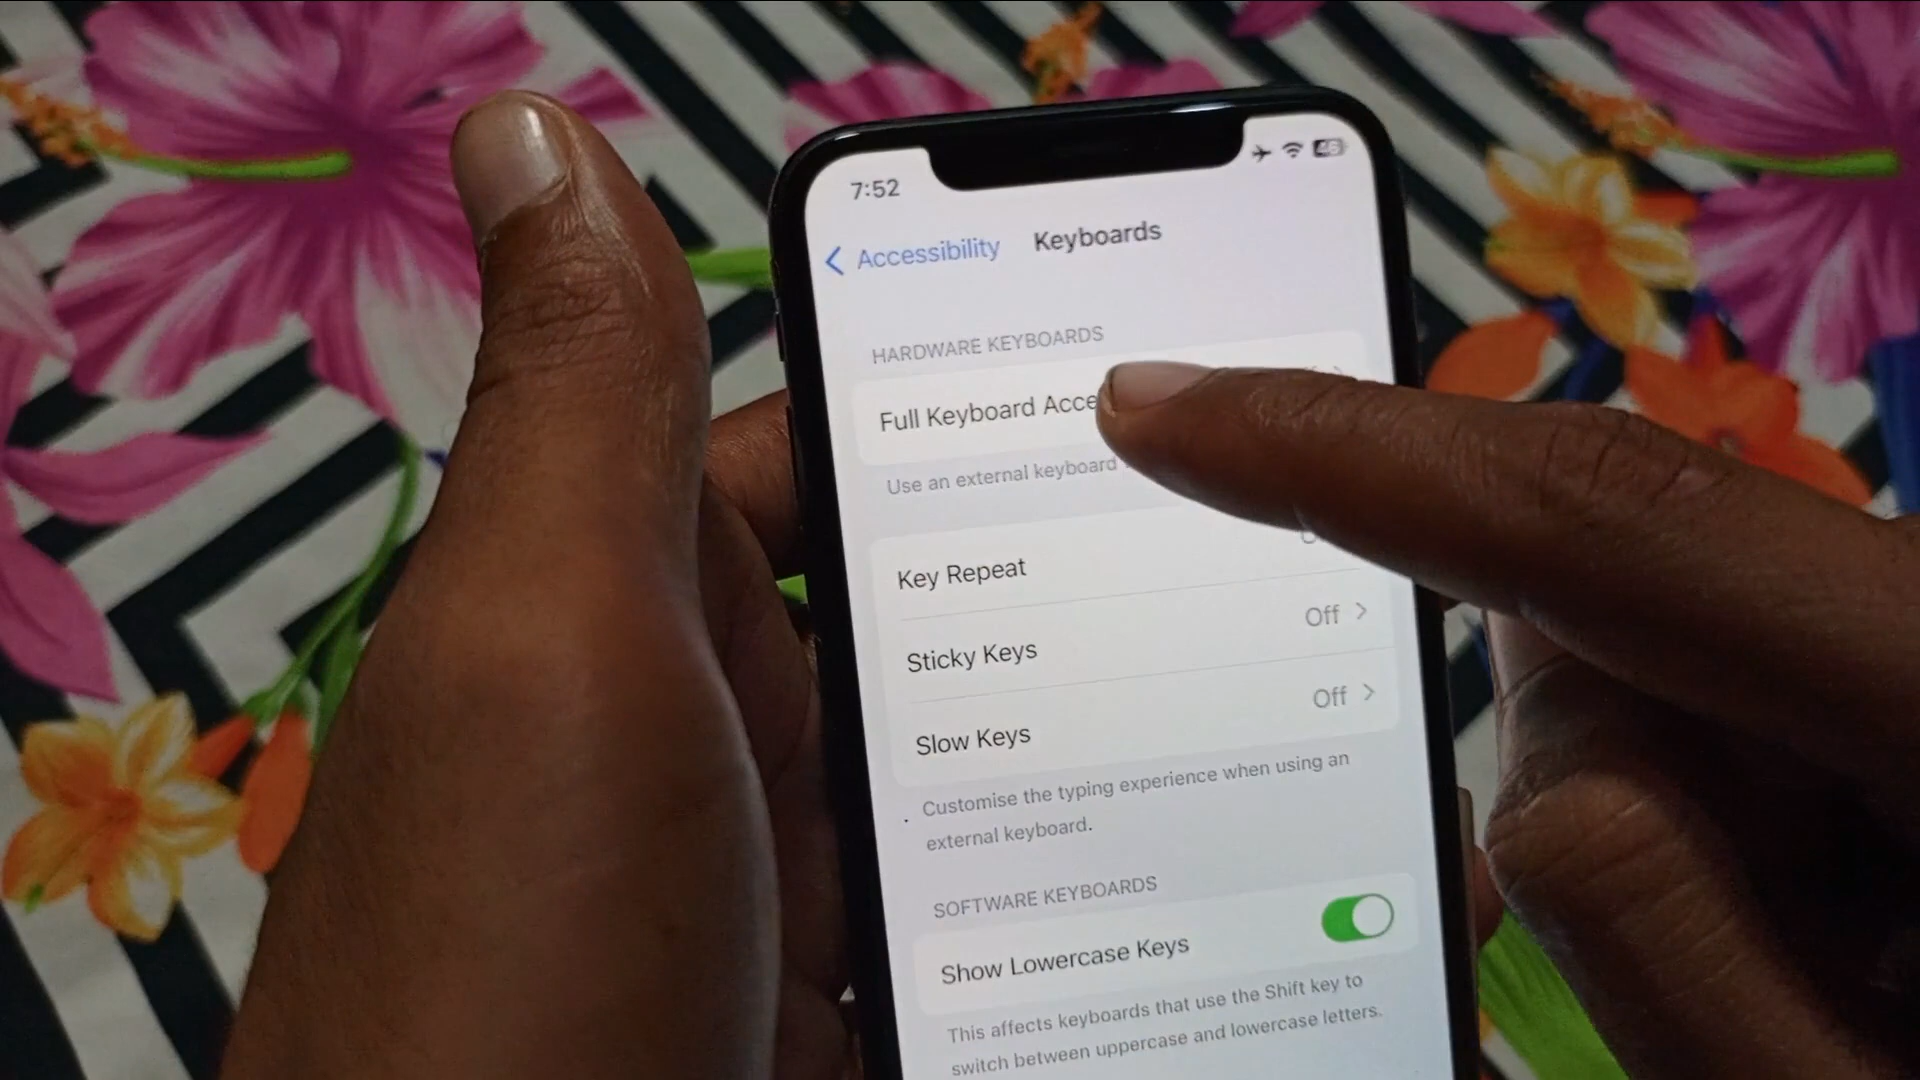 7:52
46
Accessibility Keyboards
HARDWARE KEYBOARDS
Full Keyboard
Use an external keyboard
Key Repeat
Sticky Keys Off
Slow Keys Off
Customise the typing experience when using an
external keyboard.
SOFTWARE KEYBOARDS
Show Lowercase Keys
This affects keyboards that use the Shift key to
switch between uppercase and lowercase letters.